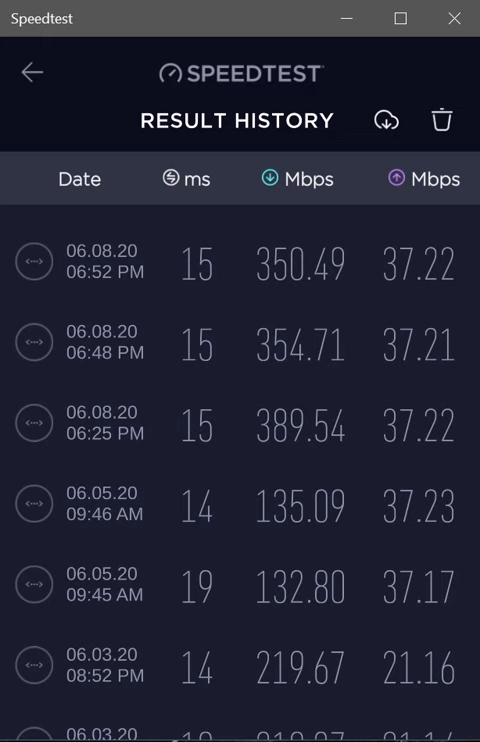 Speedtest
SPEEDTEST
RESULT HISTORY
Date ms Mbps Mbps
06.08.20
06:52 PM 15 350.49 37.22
06.08.20
06:48 PM 15 354.71 37.21
06.08.20
06:25 PM 15 389.54 37.22
06.05.20
09:46 AM 14 135.09 37.23
06.05.20
09:45 AM 19 132.80 37.17
06.03.20
08:52 PM 14 219.67 21.16
06.03.20